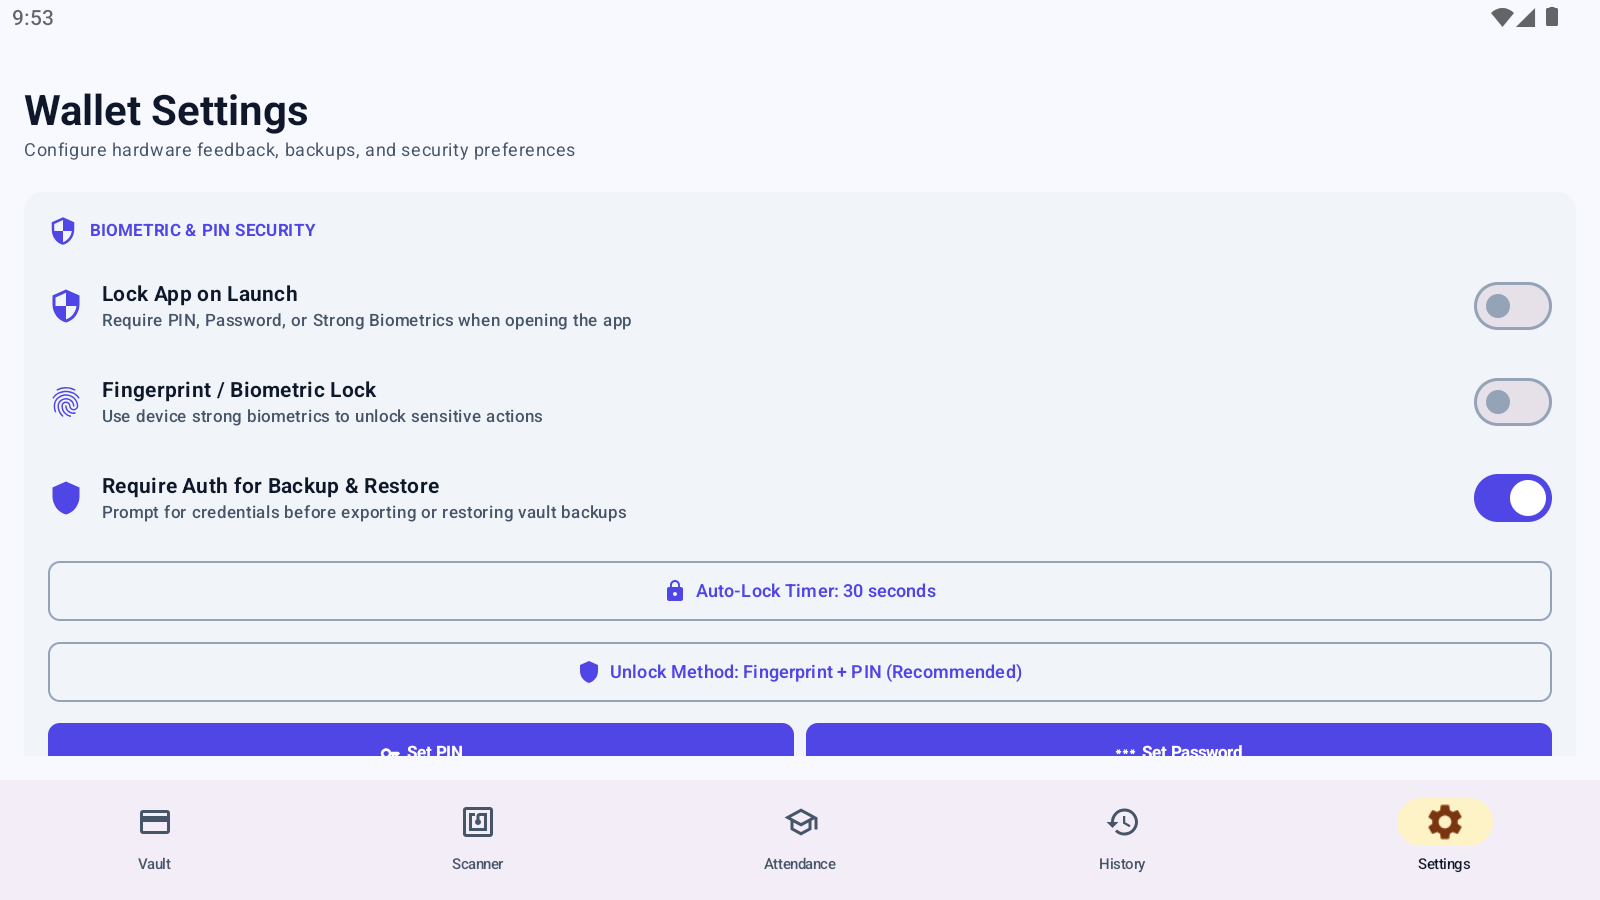 9:53
Wallet Settings
Configure hardware feedback, backups, and security preferences
BIOMETRIC & PIN SECURITY
Lock App on Launch
Require PIN, Password, or Strong Biometrics when opening the app
Fingerprint / Biometric Lock
Use device strong biometrics to unlock sensitive actions
Require Auth for Backup & Restore
Prompt for credentials before exporting or restoring vault backups
Auto-Lock Timer: 30 seconds
Unlock Method: Fingerprint + PIN (Recommended)
Set PIN
*** Set Password
Vault
Scanner
Attendance
History
Settings